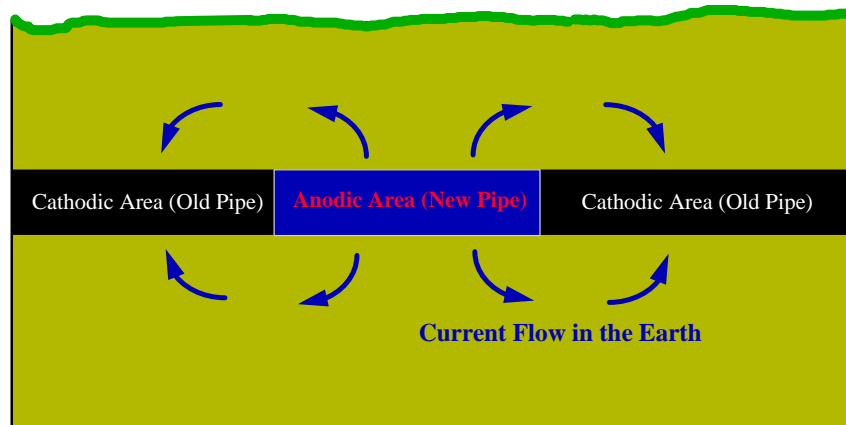 Cathodic Area (Old Pipe)
Anodic Area (New Pipe)
Cathodic Area (Old Pipe)
Current Flow in the Earth